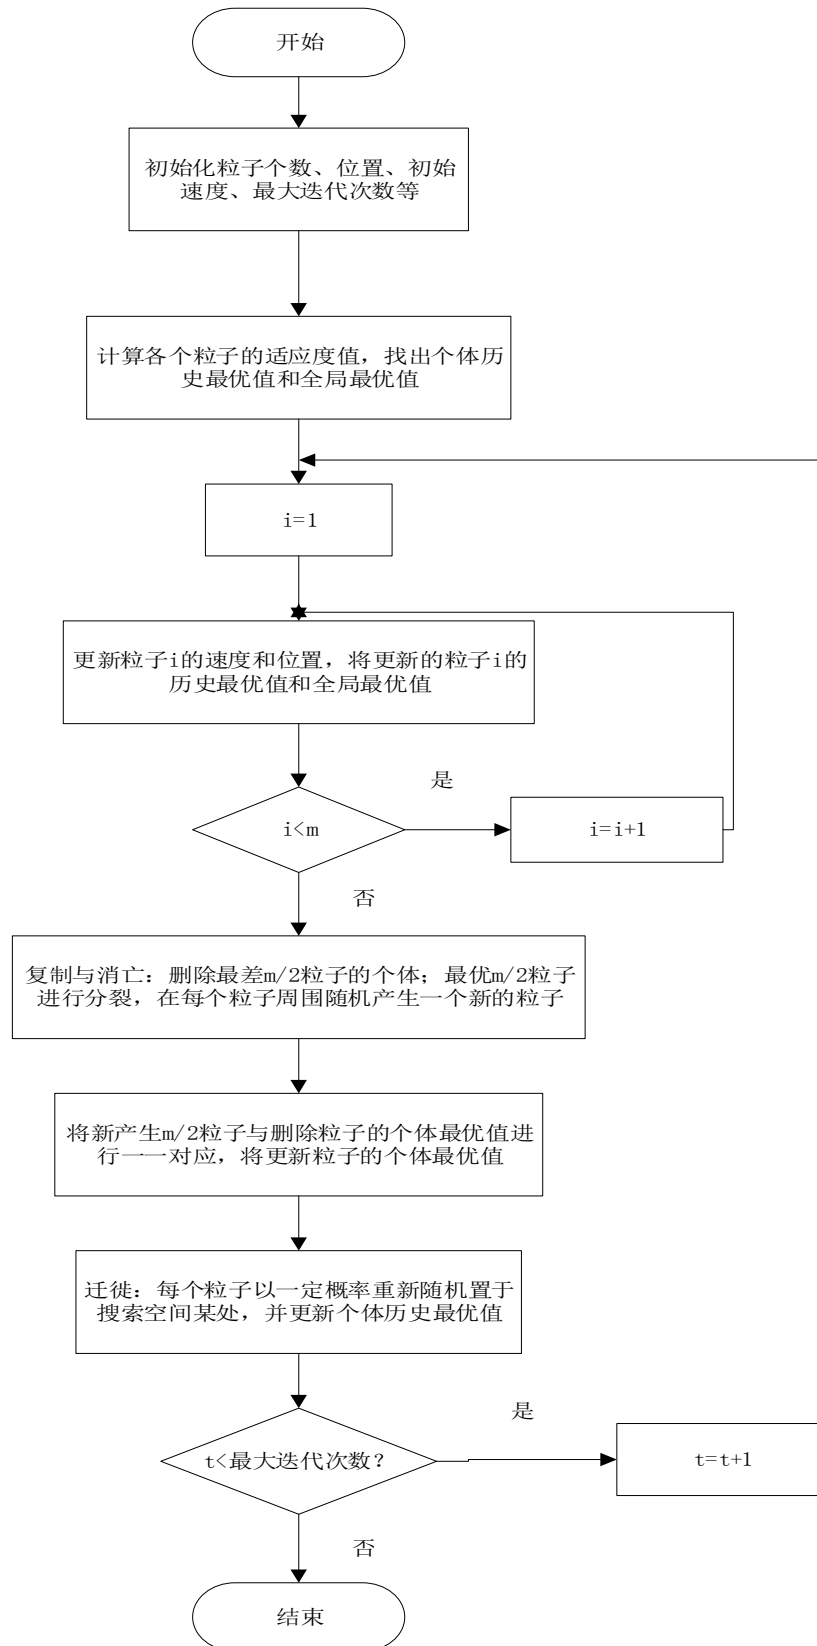 开始
初始化粒子个数、位置、初始
速度、最大迭代次数等
计算各个粒子的适应度值，找出个体历
史最优值和全局最优值
i=1
更新粒子i的速度和位置，将更新的粒子i的
历史最优值和全局最优值
是
i<m
i=i+1
否
复制与消亡：删除最差m/2粒子的个体；最优m/2粒子
进行分裂，在每个粒子周围随机产生一个新的粒子
将新产生m/2粒子与删除粒子的个体最优值进
行一一对应，将更新粒子的个体最优值
迁徙：每个粒子以一定概率重新随机置于
搜索空间某处，并更新个体历史最优值
是
t<最大迭代次数？
t=t+1
否
结束